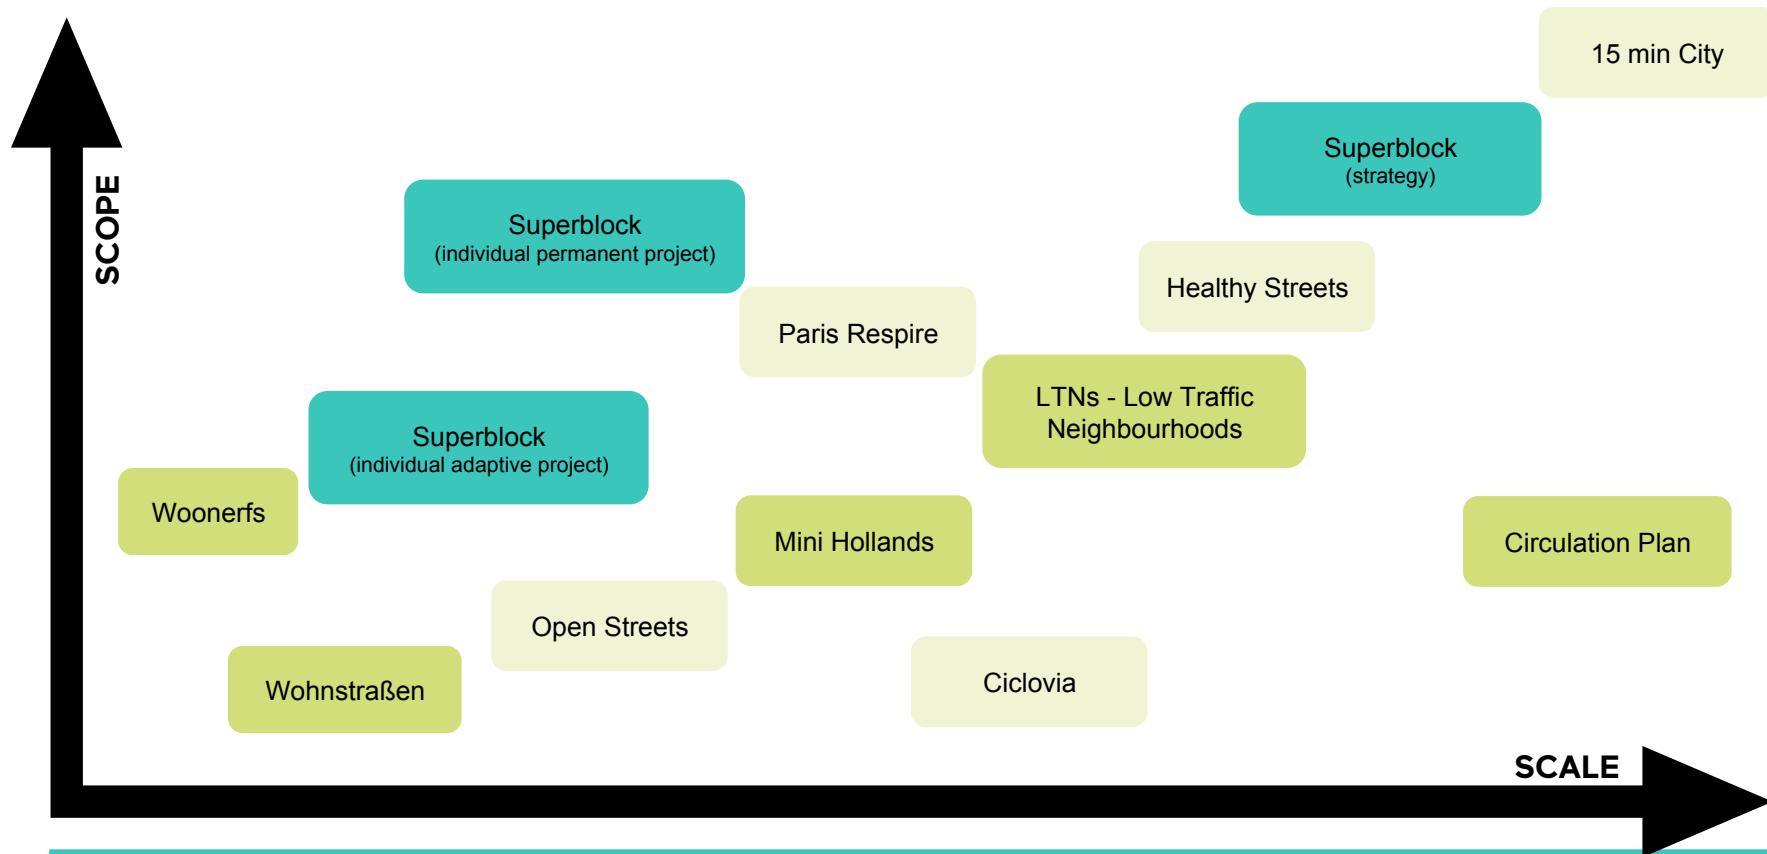 15 min City
Superblock
(strategy)
SCOPE
Superblock
(individual permanent project)
Healthy Streets
Paris Respire
LTNs - Low Traffic
Neighbourhoods
Superblock
(individual adaptive project)
Woonerfs
Mini Hollands
Circulation Plan
Open Streets
Ciclovia
Wohnstraßen
SCALE